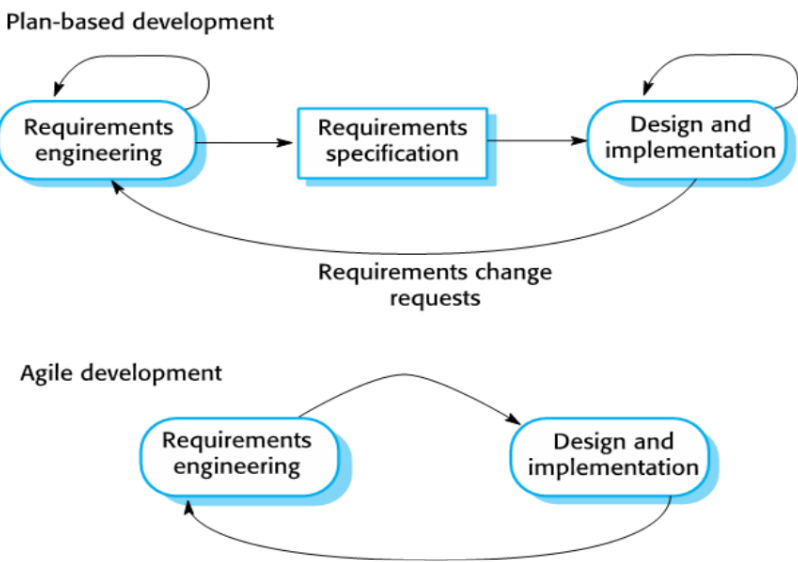 Plan-based development
Requirements
engineering
Requirements
specification
Design and
implementation
Requirements change
requests
Agile development
Requirements
engineering
Design and
implementation